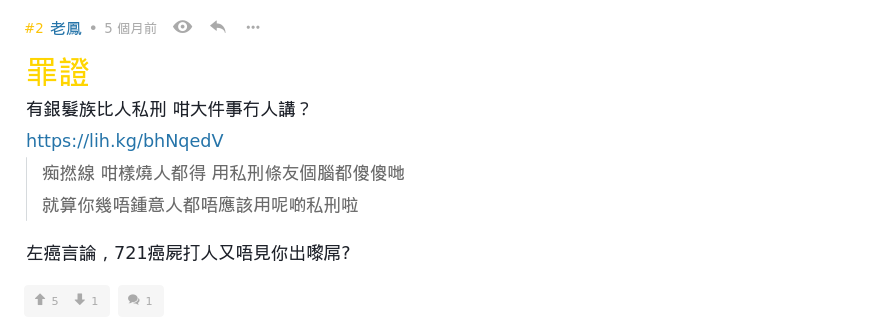 #2 老鳳 • 5 個月前
罪證
有銀髮族比人私刑 咁大件事冇人講？
https://lih.kg/bhNqedV
痴撚線 咁樣燒人都得 用私刑條友個腦都傻傻哋
就算你幾唔鍾意人都唔應該用呢啲私刑啦
左癌言論，721癌屍打人又唔見你出嚟屌?
5 1 1